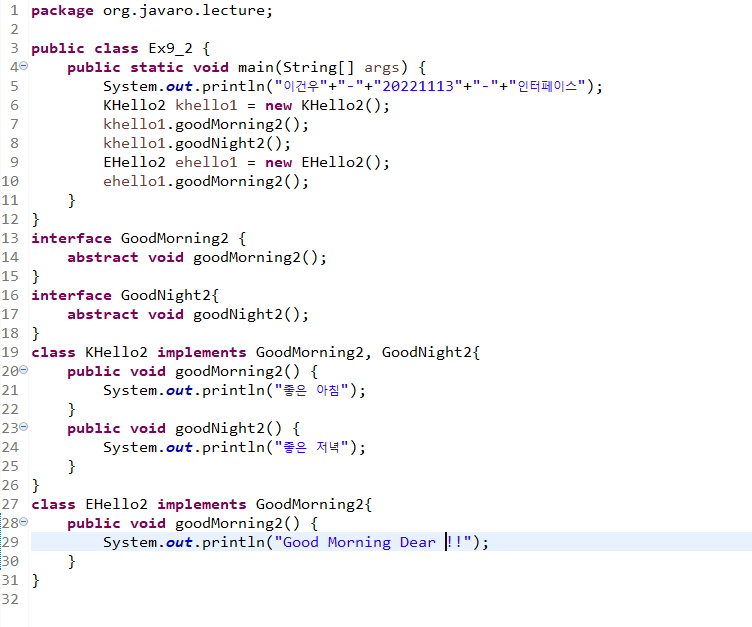 1 package org.javaro.lecture;
2
3 public class Ex9_2 {
4     public static void main(String[] args) {
5         System.out.println("이건우"+"-"+"20221113"+"-"+"인터페이스");
6         KHello2 khello1 = new KHello2();
7         khello1.goodMorning2();
8         khello1.goodNight2();
9         EHello2 ehello1 = new EHello2();
10         ehello1.goodMorning2();
11     }
12 }
13 interface GoodMorning2 {
14     abstract void goodMorning2();
15 }
16 interface GoodNight2{
17     abstract void goodNight2();
18 }
19 class KHello2 implements GoodMorning2, GoodNight2{
20     public void goodMorning2() {
21         System.out.println("좋은 아침");
22     }
23     public void goodNight2() {
24         System.out.println("좋은 저녁");
25     }
26 }
27 class EHello2 implements GoodMorning2{
28     public void goodMorning2() {
29         System.out.println("Good Morning Dear !!");
30     }
31 }
32